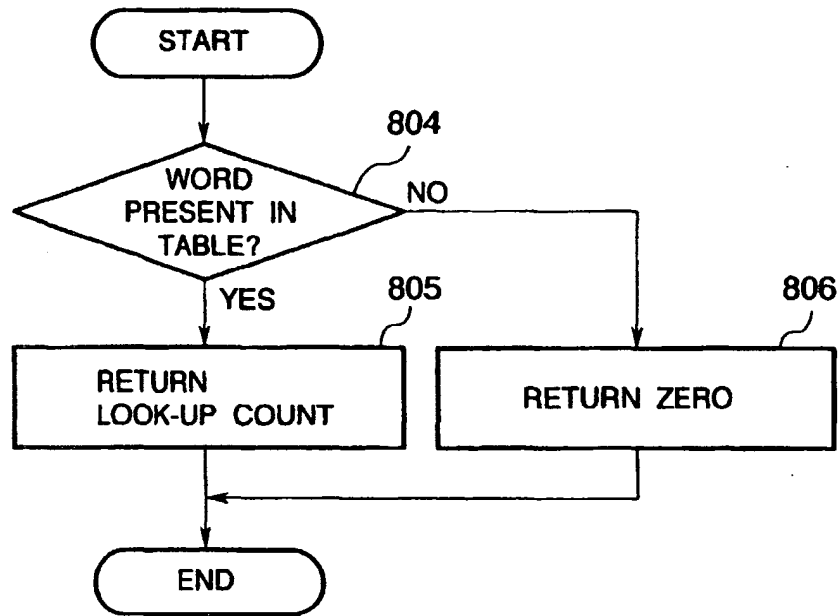 START
804
WORD
PRESENT IN
TABLE?
NO
YES
805
806
RETURN
LOOK-UP COUNT
RETURN ZERO
END